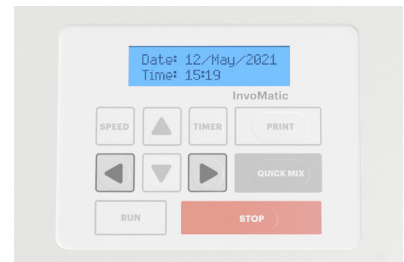 Date: 12/May/2021
Time: 15:19
InvoMatic
SPEED
TIMER
PRINT
QUICK MIX
RUN
STOP